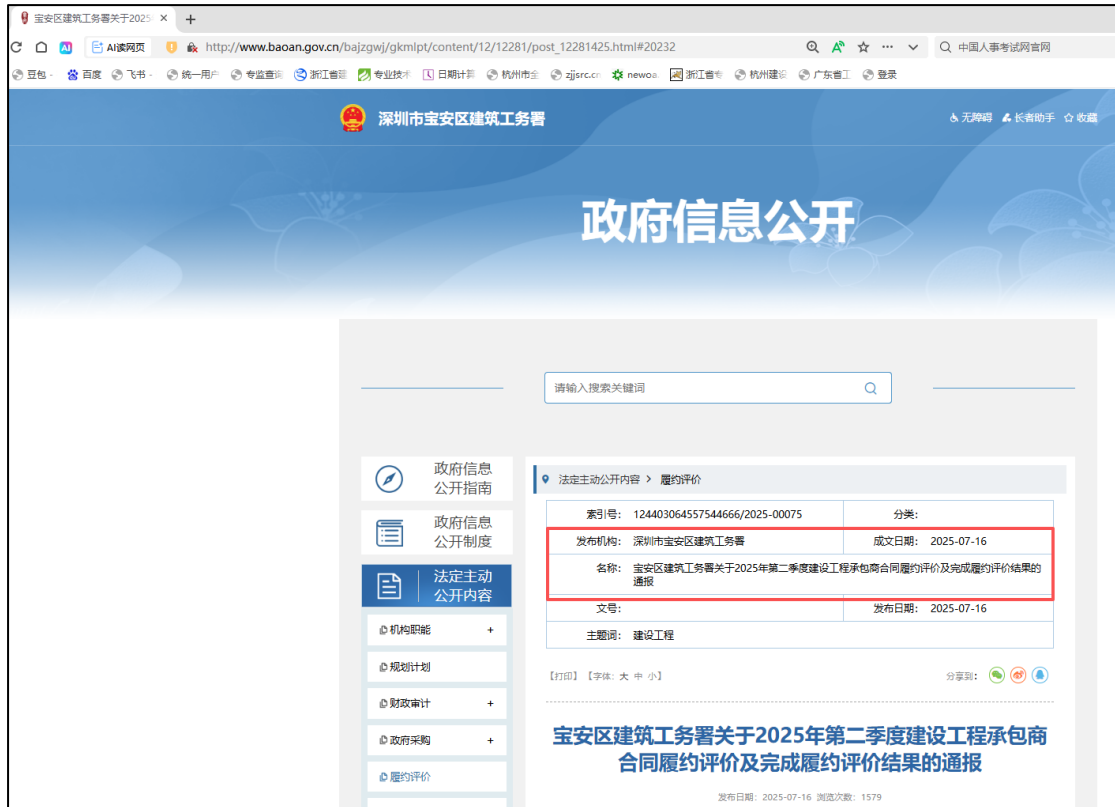 宝安区建筑工务署关于2025
AI读网页
http://www.baoan.gov.cn/bajzgwj/gkmlpt/content/12/12281/post_12281425.html#20232
中国人事考试网官网
豆包
百度
飞书
统一用户
专监查询
浙江省建
专业技术
日期计算
杭州市全
zjjsrc.cn
newoa
浙江省专
杭州建设
广东省工
登录
深圳市宝安区建筑工务署
无障碍 长者助手 收藏
政府信息公开
请输入搜索关键词
政府信息
公开指南
政府信息
公开制度
法定主动
公开内容
机构职能 +
规划计划
财政审计 +
政府采购 +
履约评价
法定主动公开内容 > 履约评价
索引号: 124403064557544666/2025-00075 分类:
发布机构: 深圳市宝安区建筑工务署 成文日期: 2025-07-16
名称: 宝安区建筑工务署关于2025年第二季度建设工程承包商合同履约评价及完成履约评价结果的
通报
文号: 发布日期: 2025-07-16
主题词: 建设工程
【打印】【字体: 大 中 小】 分享到:
宝安区建筑工务署关于2025年第二季度建设工程承包商
合同履约评价及完成履约评价结果的通报
发布日期: 2025-07-16 浏览次数: 1579